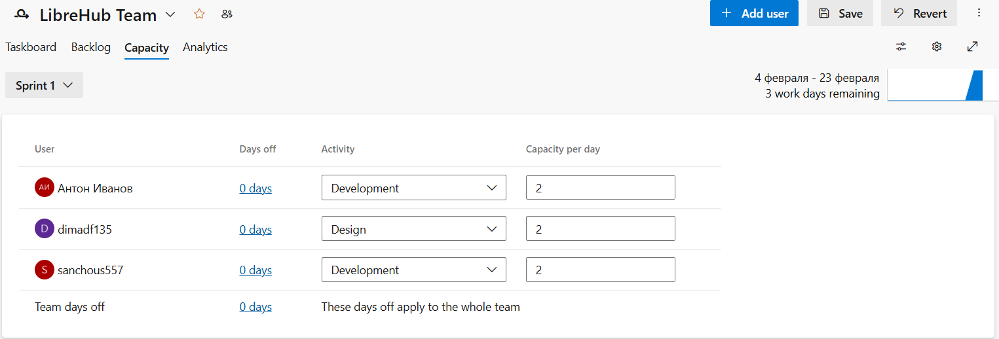 LibreHub Team
Add user
Save
Revert
Taskboard Backlog Capacity Analytics
Sprint 1
4 февраля - 23 февраля
3 work days remaining
User Days off Activity Capacity per day
АИ Антон Иванов 0 days Development 2
D dimadf135 0 days Design 2
S sanchous557 0 days Development 2
Team days off 0 days These days off apply to the whole team